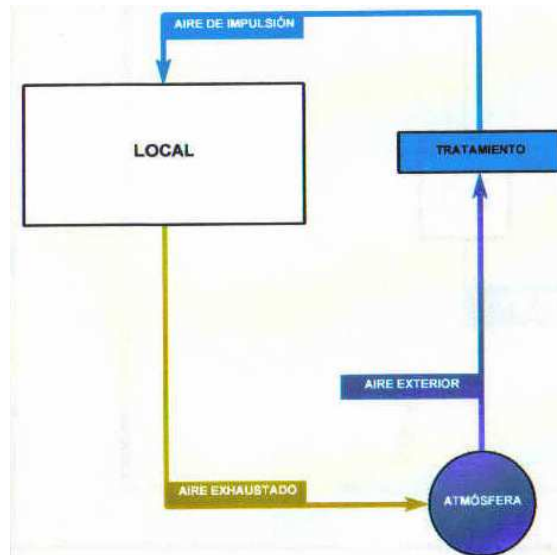 AIRE DE IMPULSIÓN
LOCAL
TRATAMIENTO
AIRE EXTERIOR
AIRE EXHAUSTADO
ATMÓSFERA